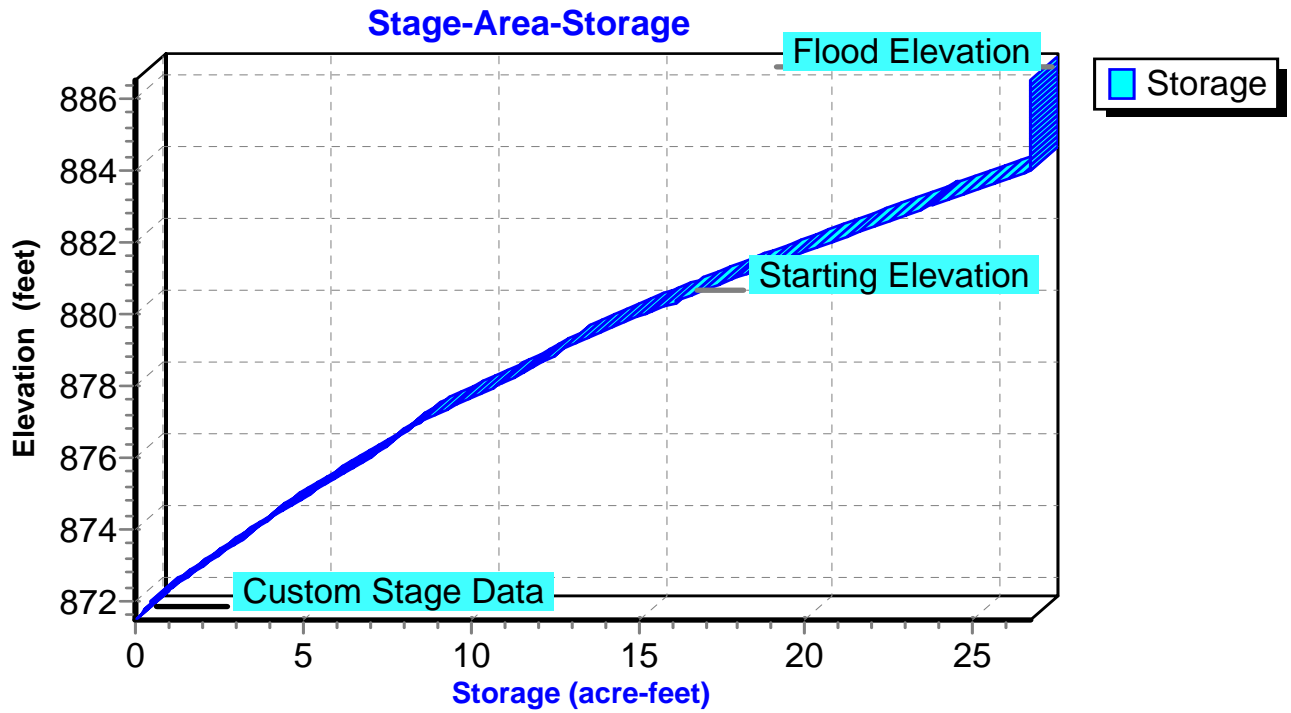 Stage-Area-Storage
Flood Elevation
Storage
886
884
882
Starting Elevation
880
878
876
874
872
Custom Stage Data
Elevation (feet)
0 5 10 15 20 25
Storage (acre-feet)